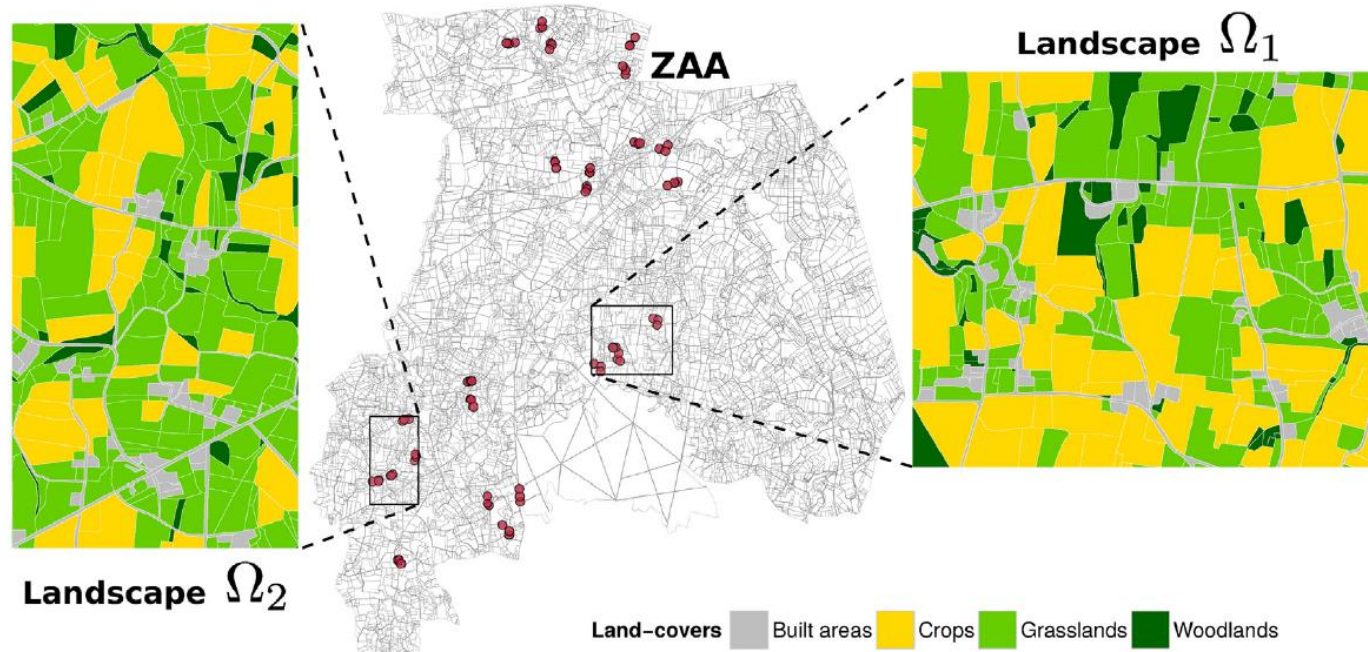 ZAA
Landscape Ω1
Landscape Ω2
Land-covers Built areas Crops Grasslands Woodlands